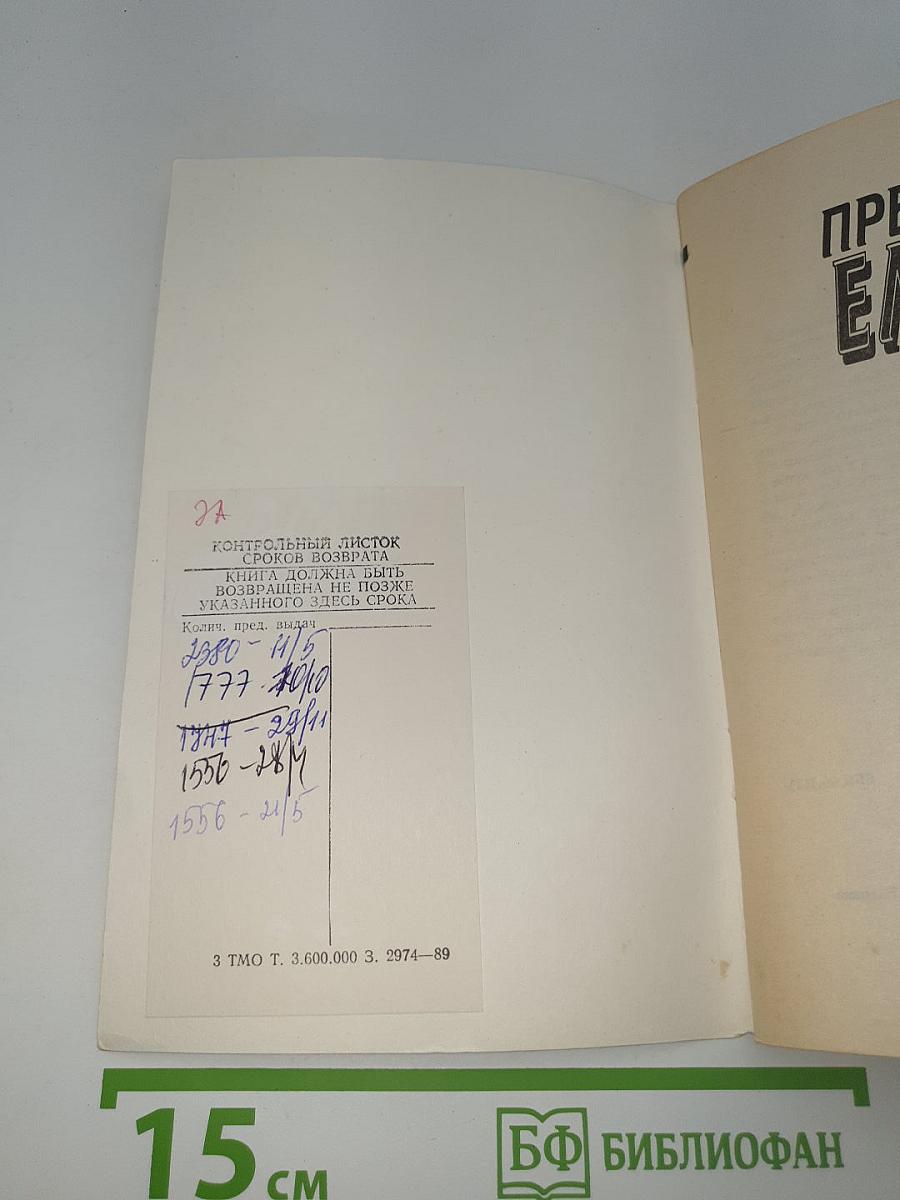 ЭА
КОНТРОЛЬНЫЙ ЛИСТОК
СРОКОВ ВОЗВРАТА
КНИГА ДОЛЖНА БЫТЬ
ВОЗВРАЩЕНА НЕ ПОЗЖЕ
УКАЗАННОГО ЗДЕСЬ СРОКА
Колич. пред. выдач
2380 - 11/5
1777 10/10
1747 - 29/11
1556 - 28/4
1556 - 21/5
3 ТМО Т. 3.600.000 З. 2974—89
ПРЕ
ЕЛ
15 см
БФ БИБЛИОФАН